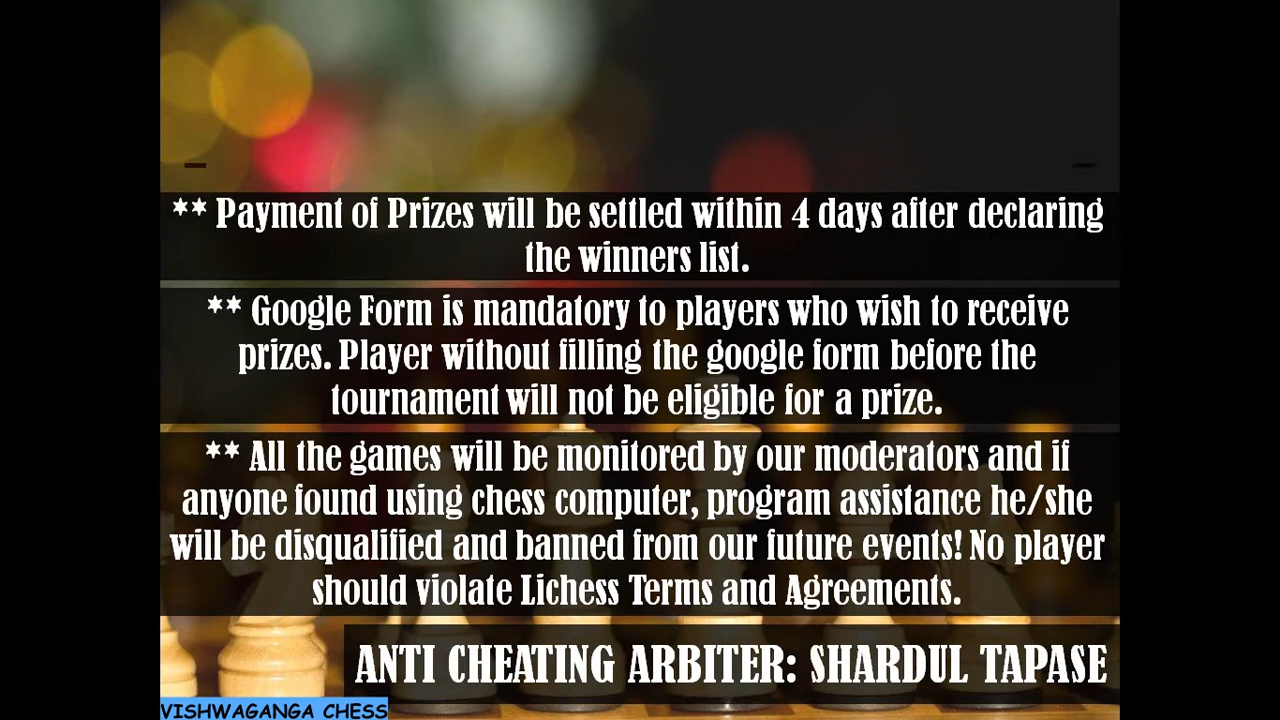 ** Payment of Prizes will be settled within 4 days after declaring
the winners list.
** Google Form is mandatory to players who wish to receive
prizes. Player without filling the google form before the
tournament will not be eligible for a prize.
** All the games will be monitored by our moderators and if
anyone found using chess computer, program assistance he/she
will be disqualified and banned from our future events! No player
should violate Lichess Terms and Agreements.
ANTI CHEATING ARBITER: SHARDUL TAPASE
VISHWAGANGA CHESS